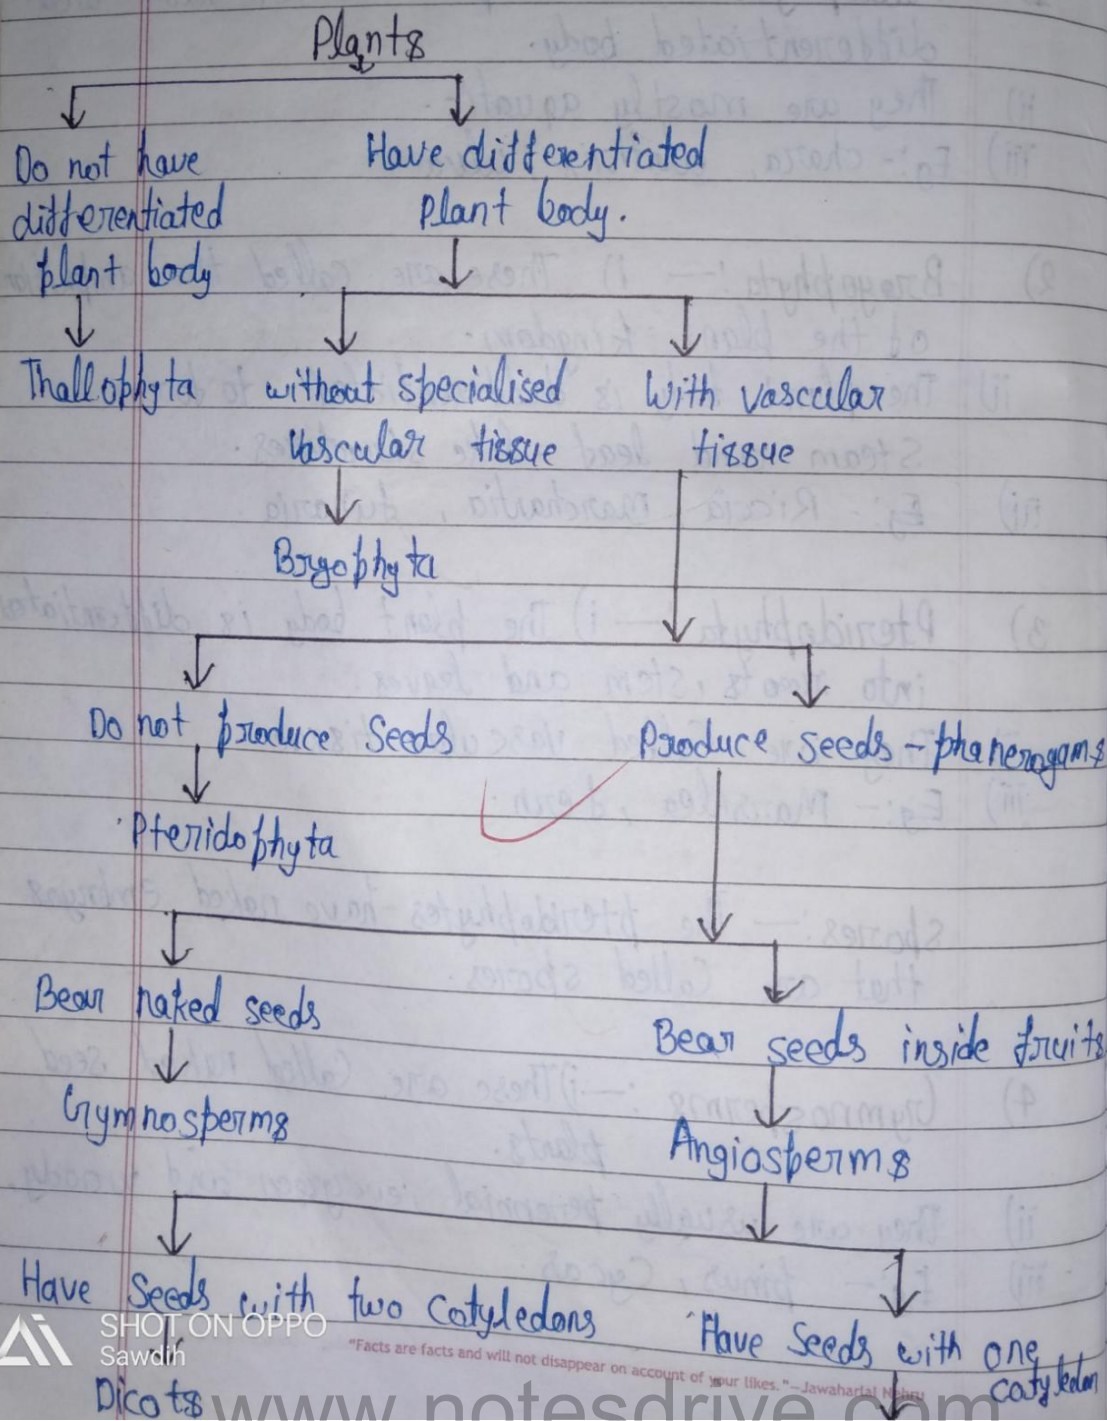 Plants
Do not have
differentiated
plant body
Have differentiated
plant body.
Thallophyta
without specialised
vascular tissue
With vascular
tissue
Bryophyta
Do not produce Seeds
Produce seeds - phanerogams
Pteridophyta
Bear naked seeds
Bear seeds inside fruits
Gymnosperms
Angiosperms
Have Seeds with two Cotyledons
Have Seeds with one
cotyledon
SHOT ON OPPO
Sawdih
"Facts are facts and will not disappear on account of your likes."—Jawaharlal Nehru
Dicots
www.notesdrive.com